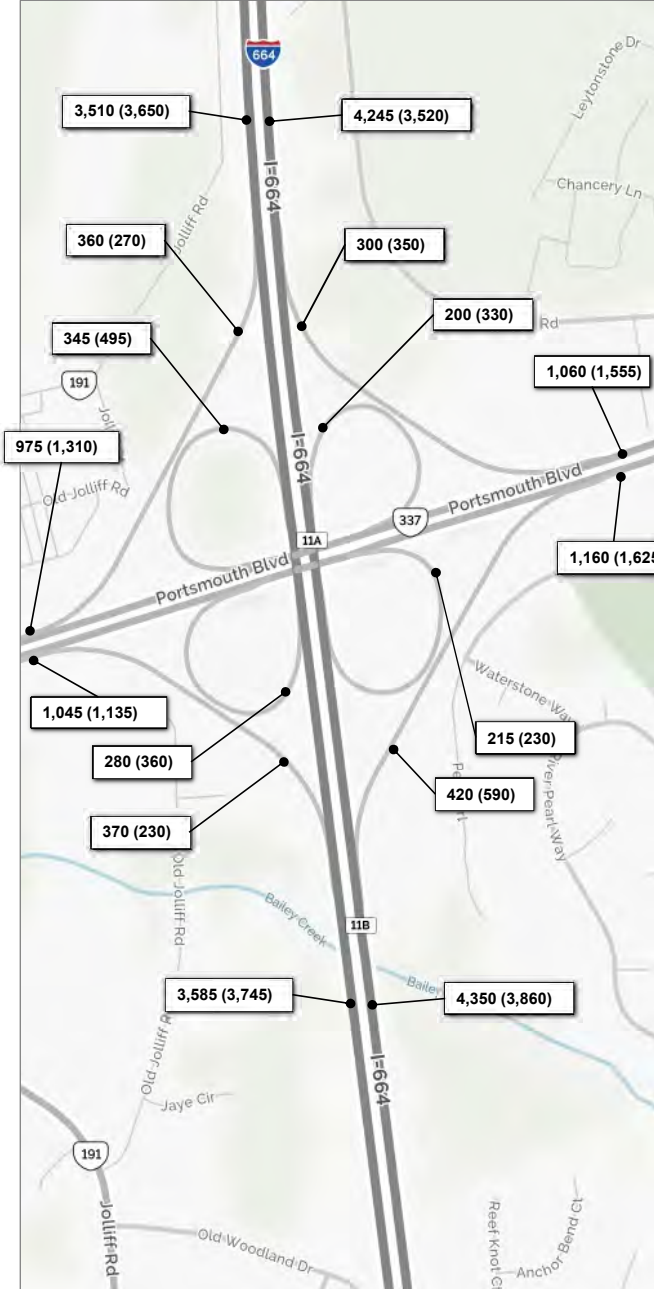 Leytonstone Dr
664
3,510 (3,650)
4,245 (3,520)
I-664
Chancery Ln
Jolliff Rd
360 (270)
300 (350)
200 (330)
Rd
345 (495)
1,060 (1,555)
191
975 (1,310)
I-664
Old Jolliff Rd
Portsmouth Blvd
337
11A
1,160 (1,625
Portsmouth Blvd
Waterstone Way
1,045 (1,135)
215 (230)
280 (360)
420 (590)
370 (230)
Old Jolliff Rd
Bailey Creek
11B
3,585 (3,745)
4,350 (3,860)
Old Jolliff R
I-664
Jaye Cir
191
Jolliff Rd
Old Woodland Dr
Reef Knot C
Anchor Bend Ct